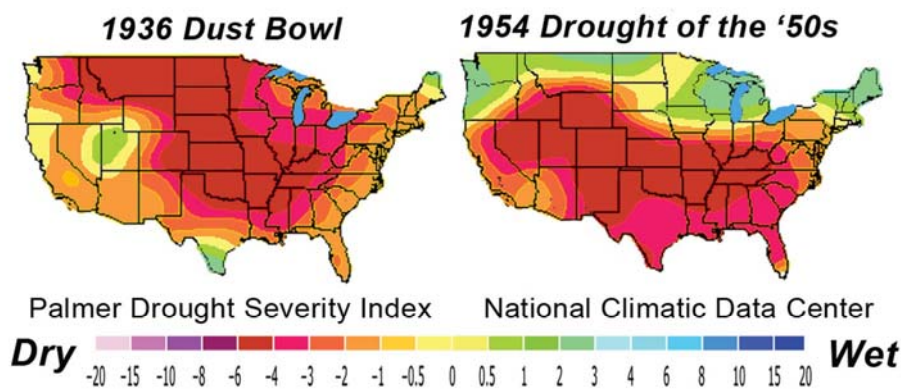 1936 Dust Bowl
1954 Drought of the ‘50s
Palmer Drought Severity Index
National Climatic Data Center
Dry
Wet
-20 -15 -10 -8 -6 -5 -4 -3 -2 -1 -0.5 0 0.5 1 2 3 4 6 8 10 15 20